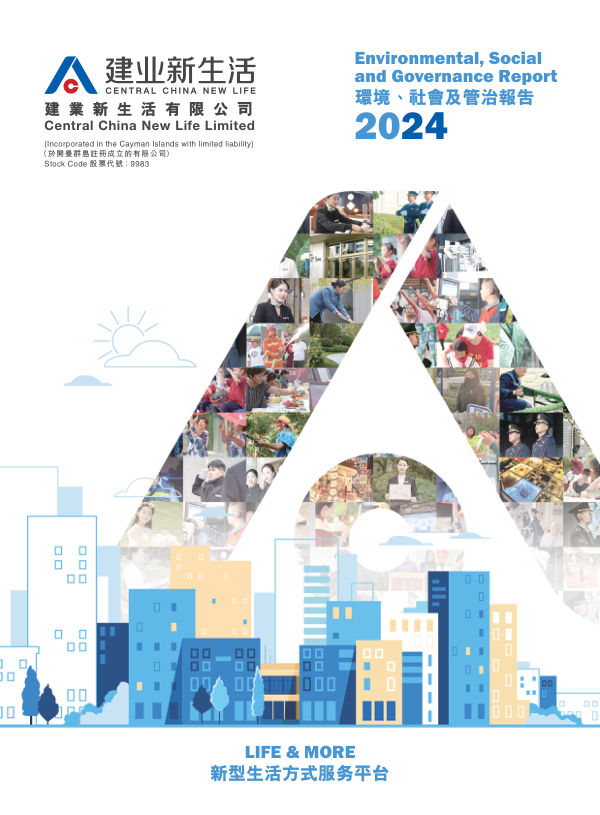 建业新生活
CENTRAL CHINA NEW LIFE
建業新生活有限公司
Central China New Life Limited
(Incorporated in the Cayman Islands with limited liability)
(於開曼群島註冊成立的有限公司)
Stock Code 股票代號：9983
Environmental, Social
and Governance Report
環境、社會及管治報告
2024
LIFE & MORE
新型生活方式服务平台